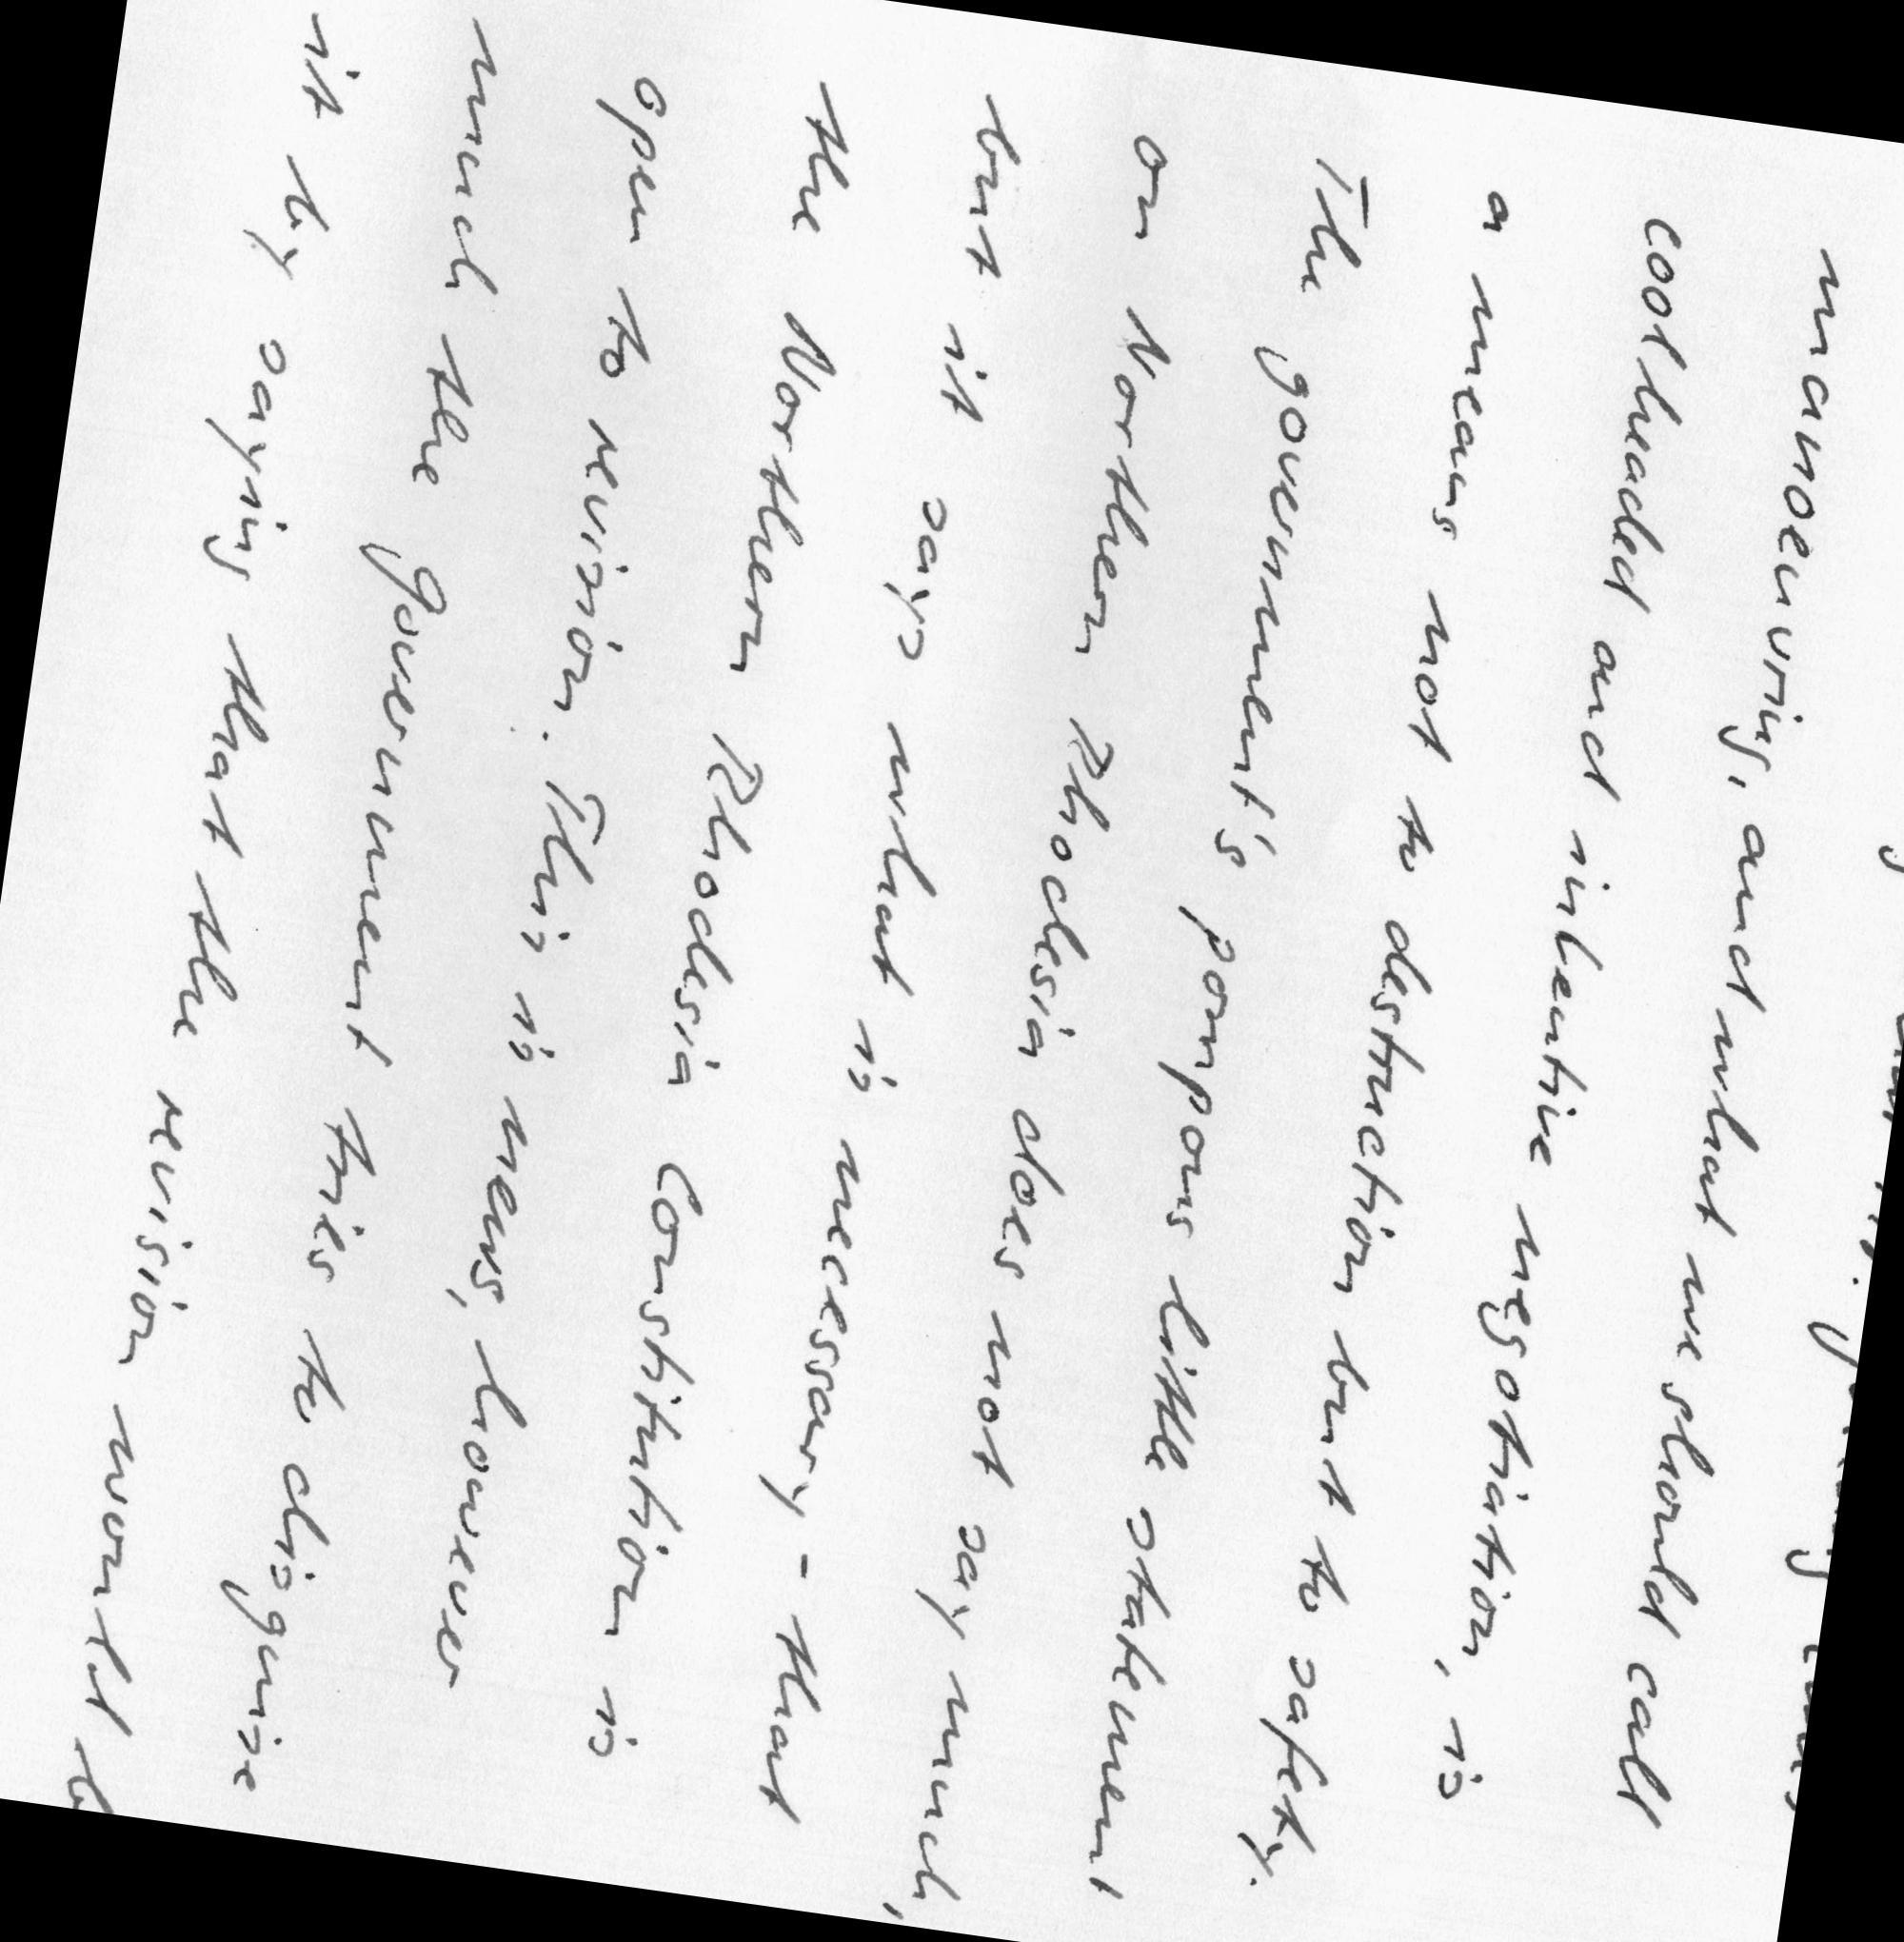 manoeuvring, and what we should call
cool headed and inventive negotiation, is
a means not to destruction but to safety.
The government's pompous little statement
on Northern Rhodesia does not say much,
but it says what is necessary - that
the Northern Rhodesia Constitution is
open to revision. This is news, however
much the Government tries to disguise
it by saying that the revision would b